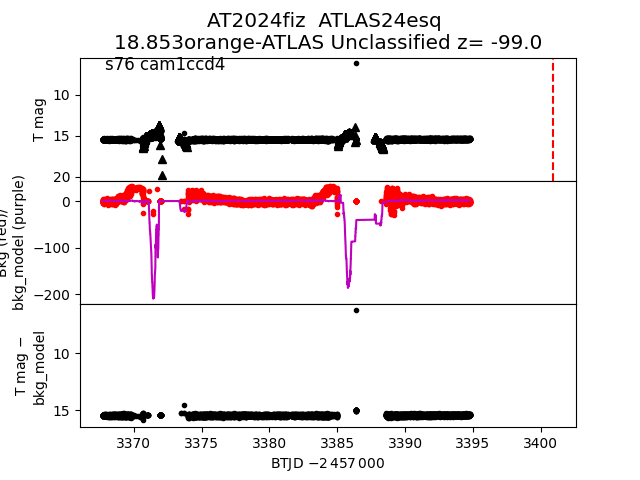 AT2024fiz  ATLAS24esq
18.853orange-ATLAS Unclassified z= -99.0
s76 cam1ccd4
10
15
20
T mag
0
−100
−200
Bkg (red)/
bkg_model (purple)
10
15
T mag −
bkg_model
3370 3375 3380 3385 3390 3395 3400
BTJD −2 457 000